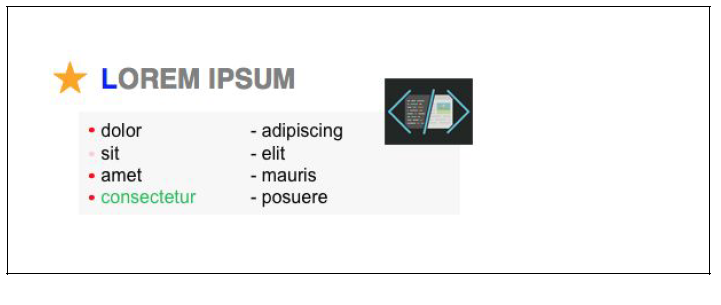 LOREM IPSUM
• dolor - adipiscing
• sit - elit
• amet - mauris
• consectetur - posuere